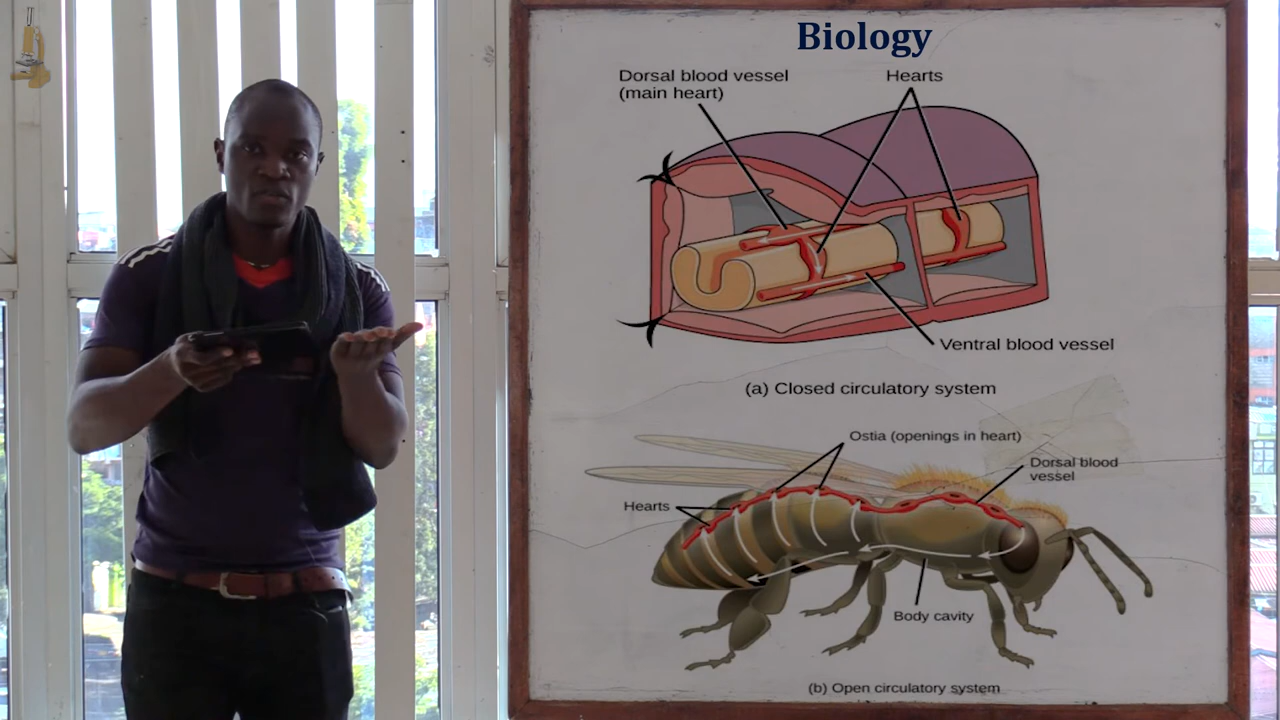 Biology
Dorsal blood vessel
(main heart)
Hearts
Ventral blood vessel
(a) Closed circulatory system
Ostia (openings in heart)
Dorsal blood
vessel
Hearts
Body cavity
(b) Open circulatory system